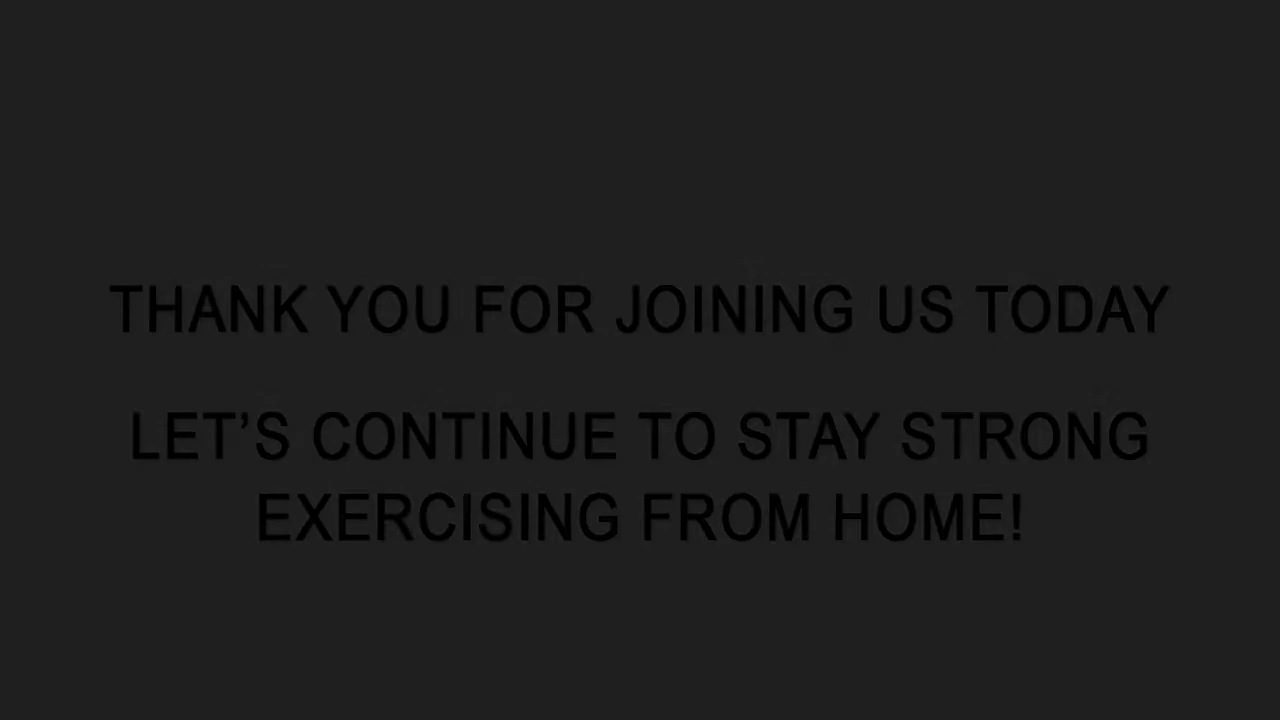 THANK YOU FOR JOINING US TODAY
LET’S CONTINUE TO STAY STRONG
EXERCISING FROM HOME!